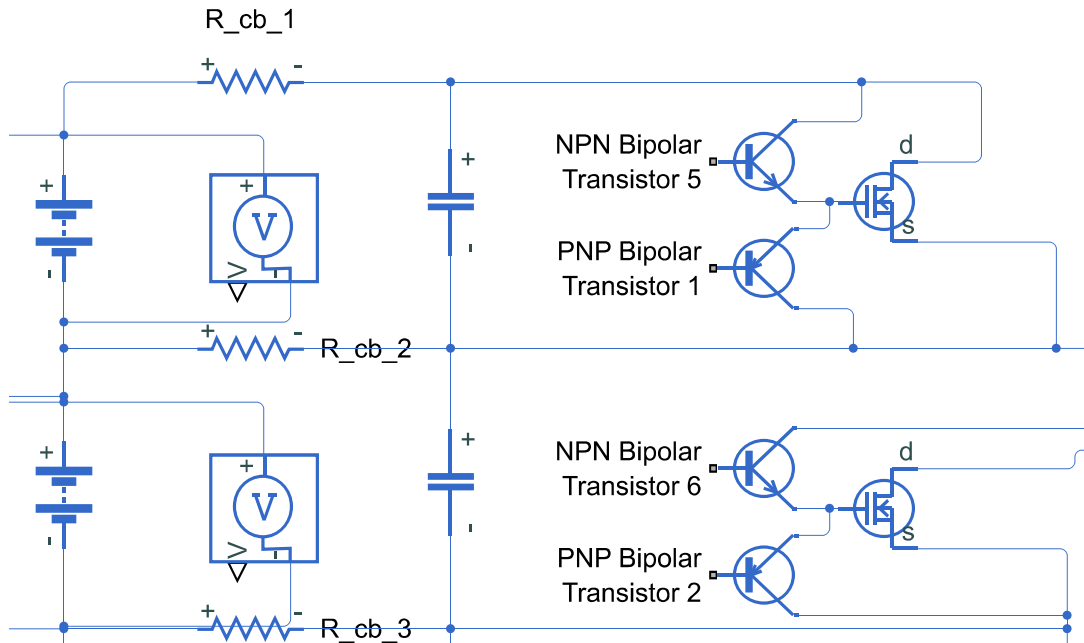 R_cb_1
+ -
NPN Bipolar
Transistor 5
d
+
+
+
V
s
PNP Bipolar
Transistor 1
-
V
-
-
+ -
R_cb_2
+
+
+
NPN Bipolar
Transistor 6
d
V
s
-
V
-
-
PNP Bipolar
Transistor 2
+ -
R_cb_3